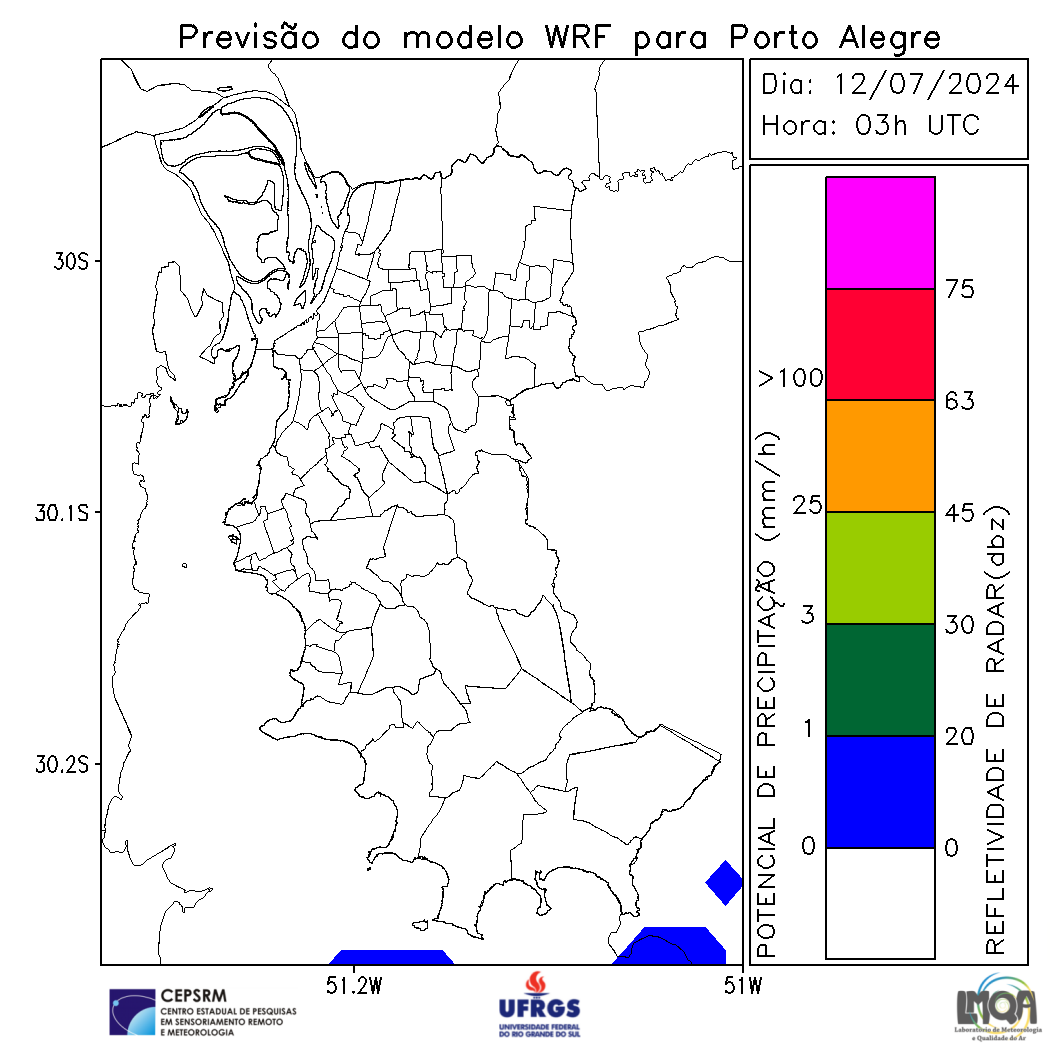 Previsão do modelo WRF para Porto Alegre
Dia: 12/07/2024
Hora: 03h UTC
30S
30.1S
30.2S
51.2W
51W
POTENCIAL DE PRECIPITAÇÃO (mm/h)
>100
25
3
1
0
75
63
45
30
20
0
REFLETIVIDADE DE RADAR(dbz)
CEPSRM
CENTRO ESTADUAL DE PESQUISAS
EM SENSORIAMENTO REMOTO
E METEOROLOGIA
UFRGS
UNIVERSIDADE FEDERAL
DO RIO GRANDE DO SUL
LMQA
Laboratório de Meteorologia
e Qualidade do Ar